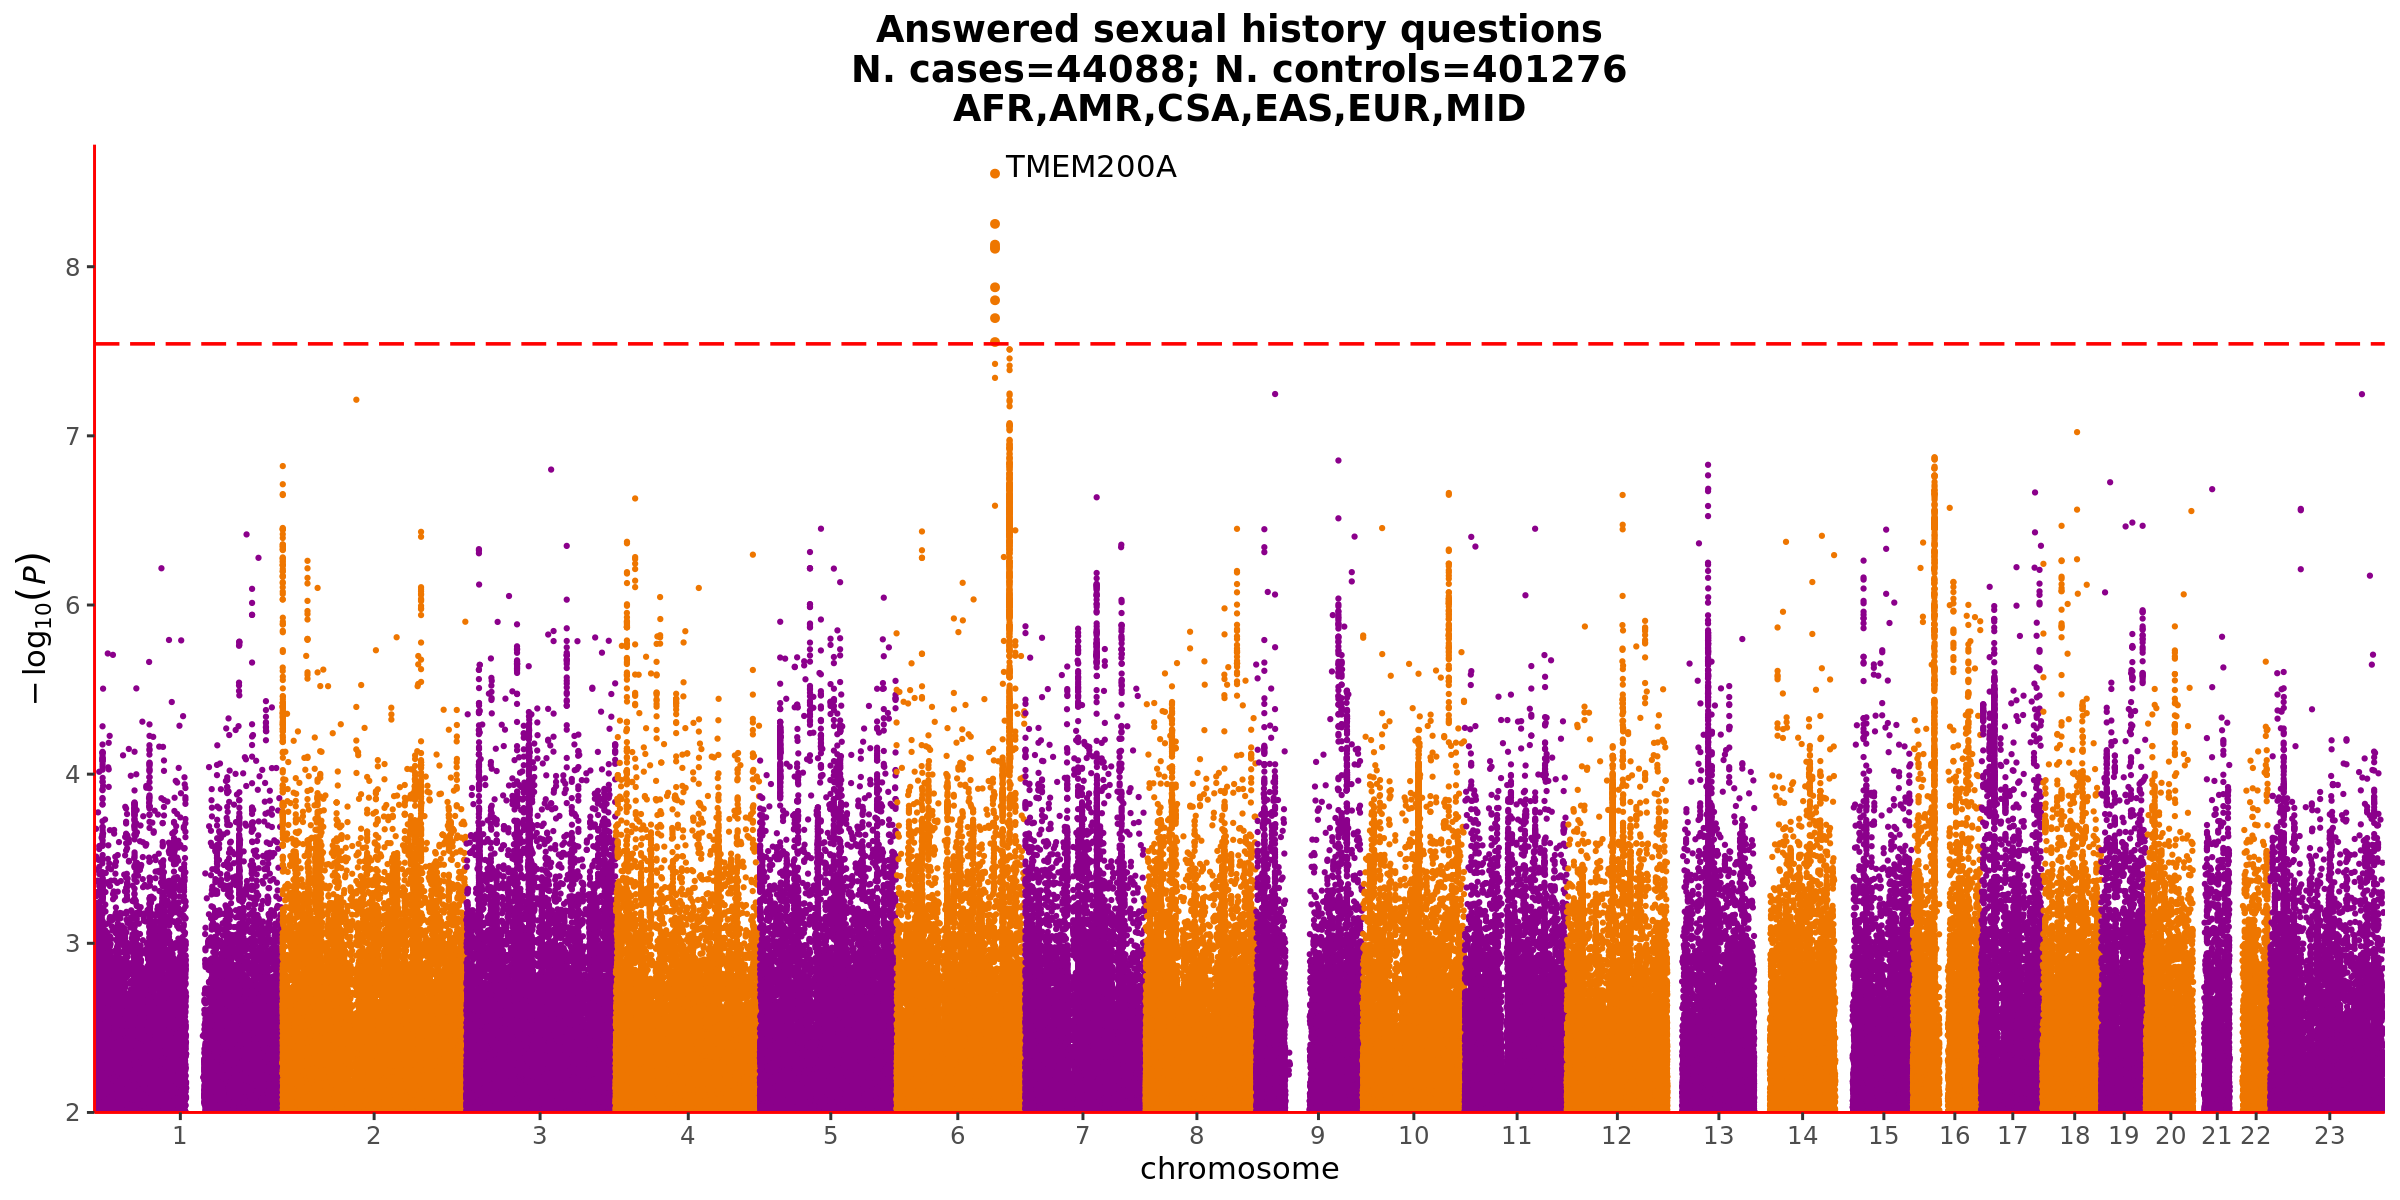 Answered sexual history questions
N. cases=44088; N. controls=401276
AFR,AMR,CSA,EAS,EUR,MID
TMEM200A
8
7
6
4
3
2
−log₁₀(P)
1 2 3 4 5 6 7 8 9 10 11 12 13 14 15 16 17 18 19 20 21 22 23
chromosome